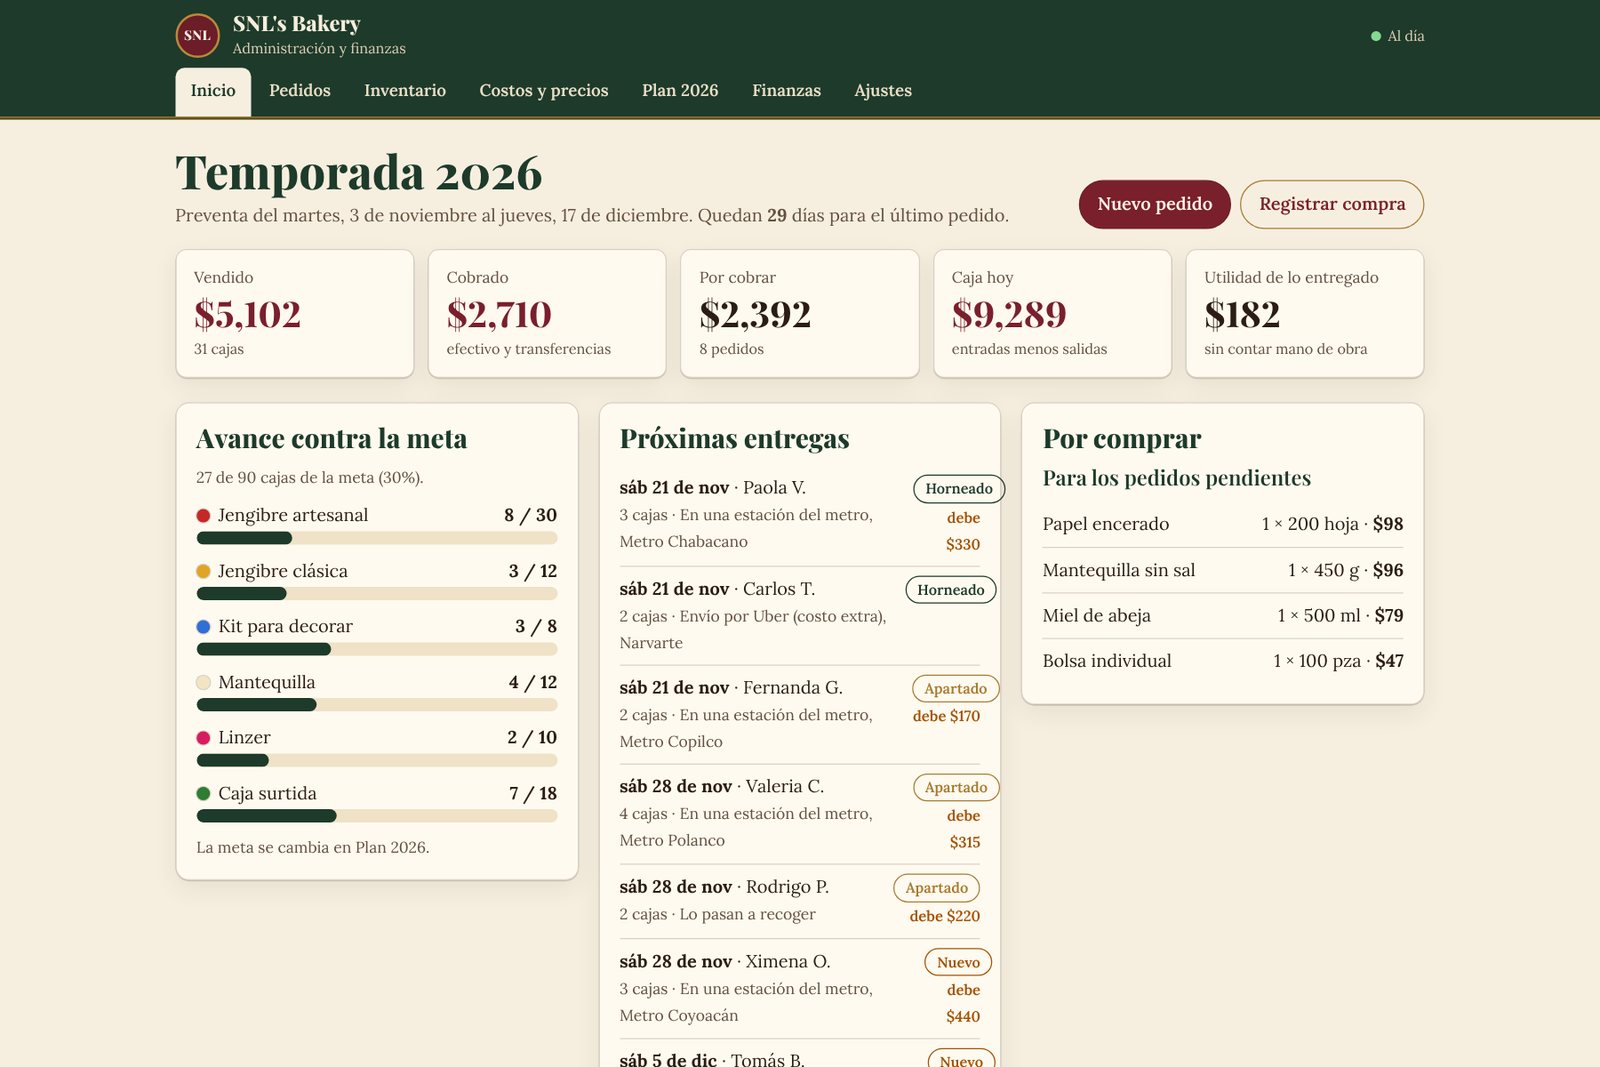 SNL
SNL's Bakery
Administración y finanzas
Al día
Inicio
Pedidos
Inventario
Costos y precios
Plan 2026
Finanzas
Ajustes
Temporada 2026
Preventa del martes, 3 de noviembre al jueves, 17 de diciembre. Quedan 29 días para el último pedido.
Nuevo pedido
Registrar compra
Vendido
$5,102
31 cajas
Cobrado
$2,710
efectivo y transferencias
Por cobrar
$2,392
8 pedidos
Caja hoy
$9,289
entradas menos salidas
Utilidad de lo entregado
$182
sin contar mano de obra
Avance contra la meta
27 de 90 cajas de la meta (30%).
Jengibre artesanal 8 / 30
Jengibre clásica 3 / 12
Kit para decorar 3 / 8
Mantequilla 4 / 12
Linzer 2 / 10
Caja surtida 7 / 18
La meta se cambia en Plan 2026.
Próximas entregas
sáb 21 de nov · Paola V. Horneado
3 cajas · En una estación del metro, debe
Metro Chabacano $330
sáb 21 de nov · Carlos T. Horneado
2 cajas · Envío por Uber (costo extra),
Narvarte
sáb 21 de nov · Fernanda G. Apartado
2 cajas · En una estación del metro, debe $170
Metro Copilco
sáb 28 de nov · Valeria C. Apartado
4 cajas · En una estación del metro, debe
Metro Polanco $315
sáb 28 de nov · Rodrigo P. Apartado
2 cajas · Lo pasan a recoger debe $220
sáb 28 de nov · Ximena O. Nuevo
3 cajas · En una estación del metro, debe
Metro Coyoacán $440
sáb 5 de dic · Tomás B. Nuevo
Por comprar
Para los pedidos pendientes
Papel encerado 1 × 200 hoja · $98
Mantequilla sin sal 1 × 450 g · $96
Miel de abeja 1 × 500 ml · $79
Bolsa individual 1 × 100 pza · $47